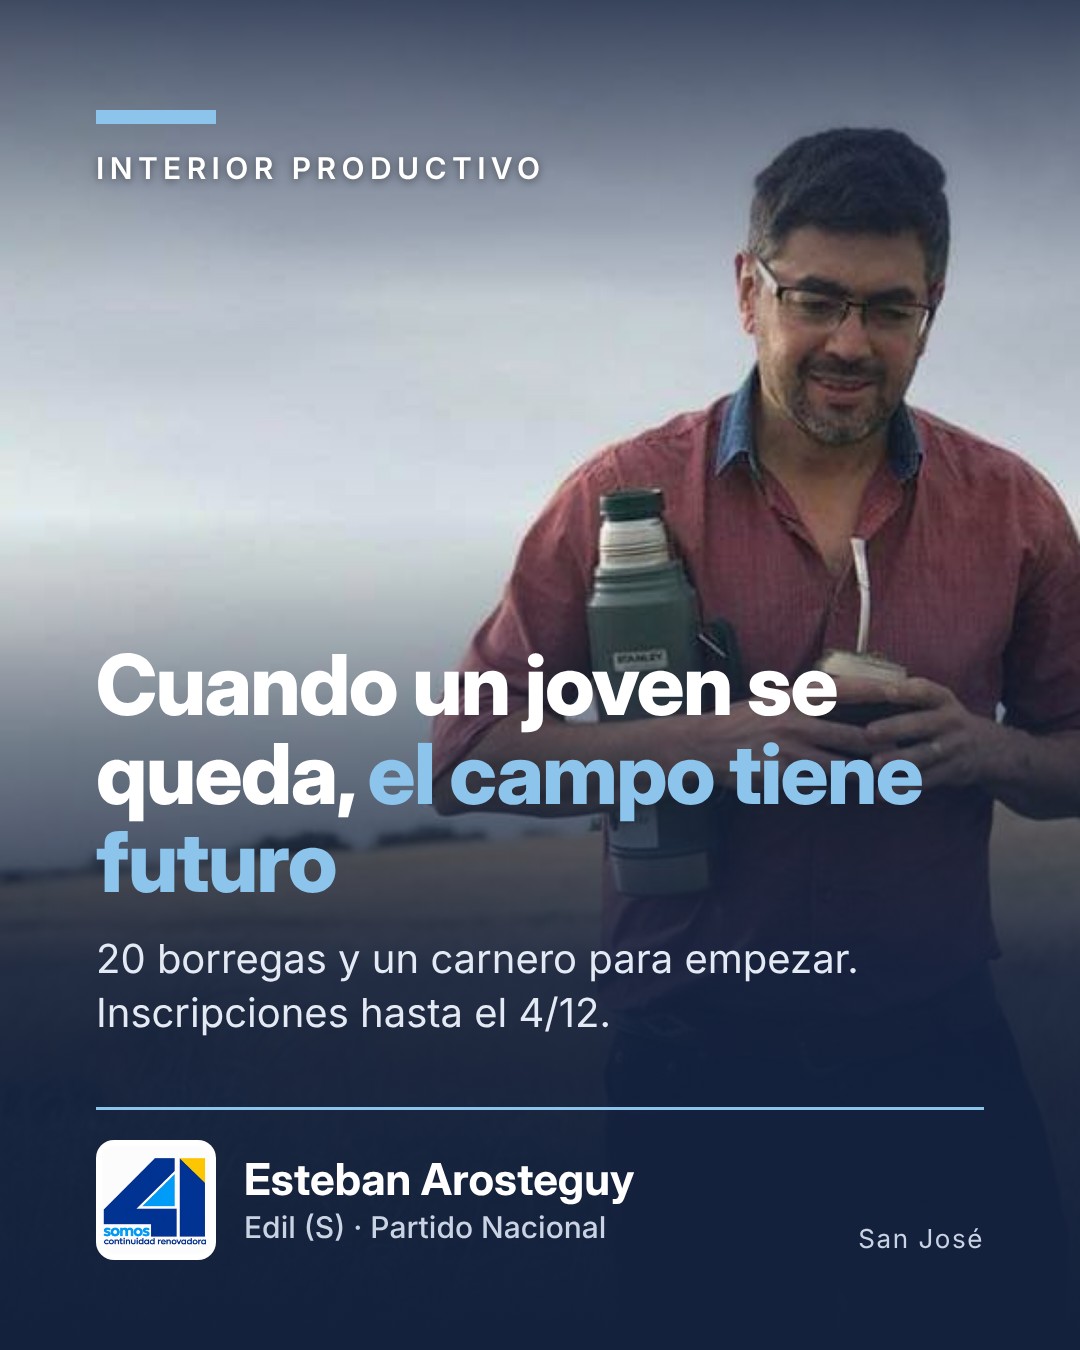 INTERIOR PRODUCTIVO
STANLEY
Cuando un joven se
queda, el campo tiene
futuro
20 borregas y un carnero para empezar.
Inscripciones hasta el 4/12.
41
somos
continuidad renovadora
Esteban Arosteguy
Edil (S) · Partido Nacional
San José